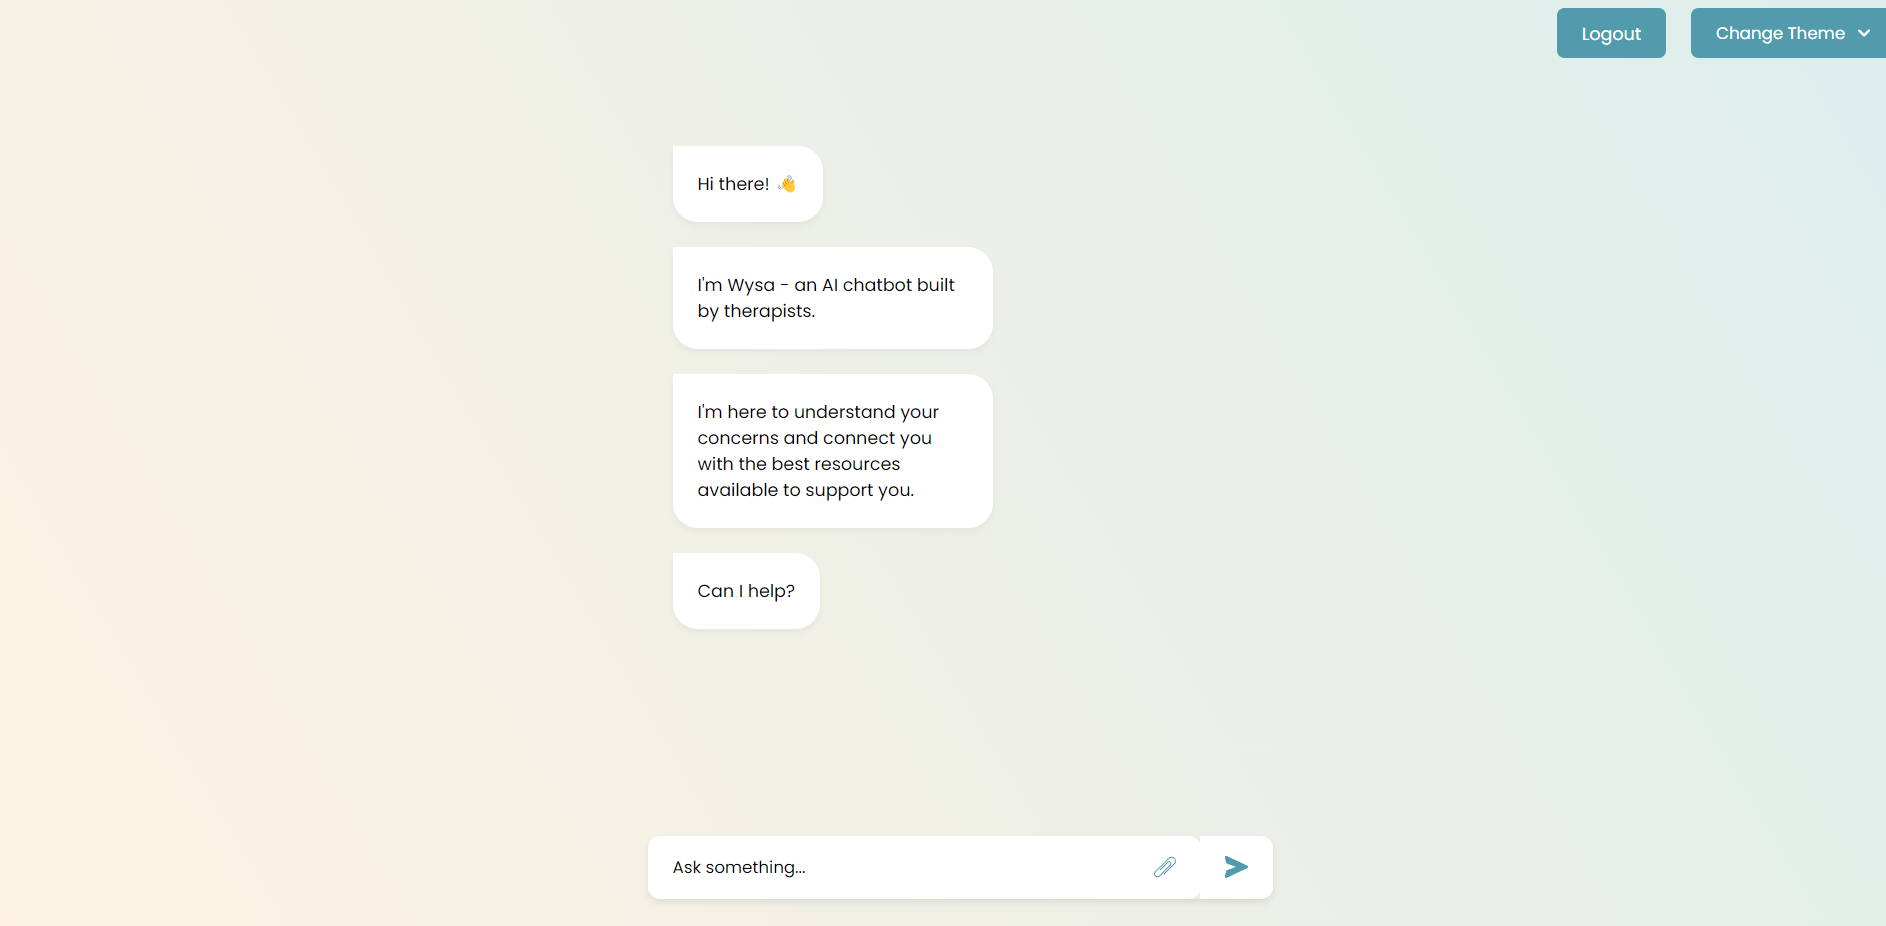 Logout
Change Theme
Hi there! 👋
I'm Wysa - an AI chatbot built
by therapists.
I'm here to understand your
concerns and connect you
with the best resources
available to support you.
Can I help?
Ask something...